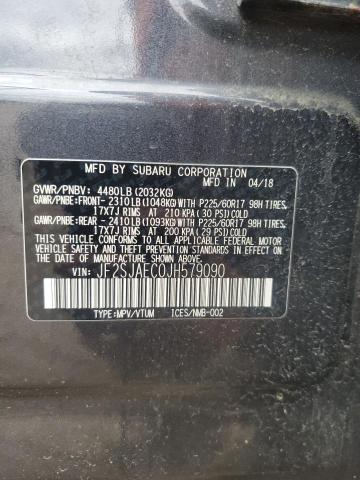 MFD BY SUBARU CORPORATION
MFD IN 04/18
GVWR/PNBV: 4480LB (2032KG)
GAWR/PNBE:FRONT- 2310LB(1048KG)WITH P225/60R17 98H TIRES,
17X7J RIMS AT 210 KPA (30 PSI)COLD
GAWR/PNBE:REAR - 2410LB(1093KG)WITH P225/60R17 98H TIRES,
17X7J RIMS AT 200 KPA (29 PSI)COLD
THIS VEHICLE CONFORMS TO ALL APPLICABLE
FEDERAL MOTOR VEHICLE SAFETY
STANDARDS IN EFFECT ON THE DATE OF
MANUFACTURE SHOWN ABOVE.
VIN: JF2SJAEC0JH579090
TYPE:MPV/VTUM ICES/NMB-002